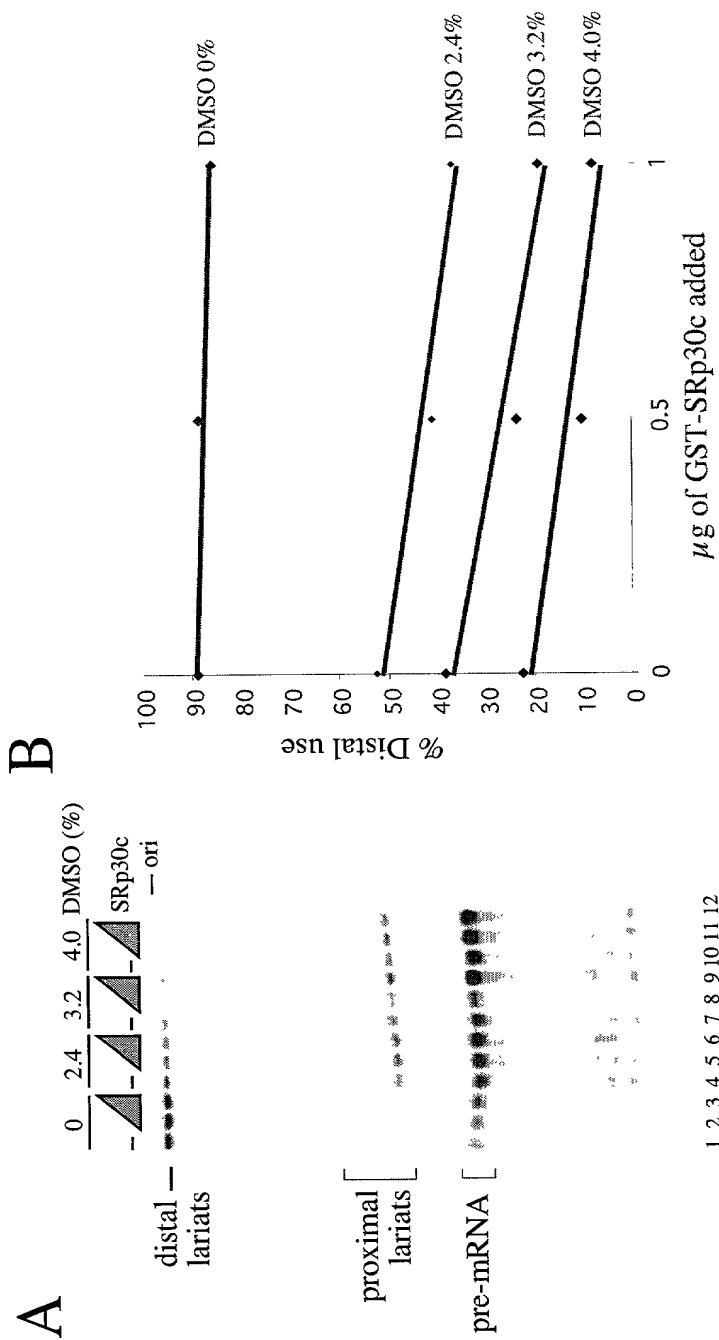 A
0 2.4 3.2 4.0 DMSO (%)
– – – – SRp30c
— ori
distal —
lariats
proximal
lariats
pre-mRNA
1 2 3 4 5 6 7 8 9 10 11 12
B
% Distal use
100
90
80
70
60
50
40
30
20
10
0
DMSO 0%
DMSO 2.4%
DMSO 3.2%
DMSO 4.0%
0 0.5 1
µg of GST-SRp30c added